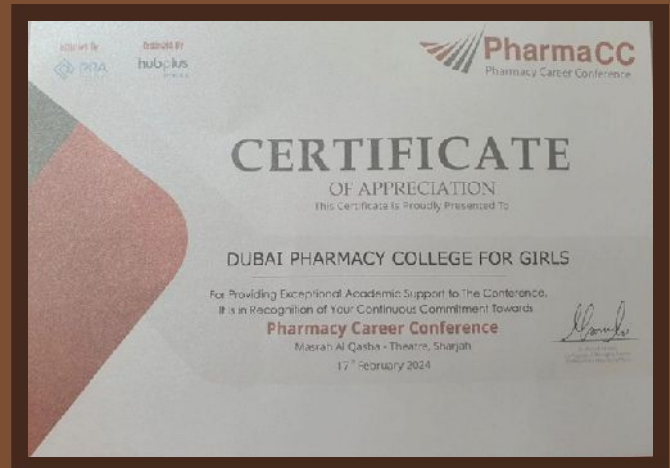 hubplus
PharmaCC
Pharmacy Career Conference
CERTIFICATE
OF APPRECIATION
This Certificate is Proudly Presented To
DUBAI PHARMACY COLLEGE FOR GIRLS
For Providing Exceptional Academic Support to The Conference,
It is in Recognition of Your Continuous Commitment Towards
Pharmacy Career Conference
Masrah Al Qasba - Theatre, Sharjah
17th February 2024